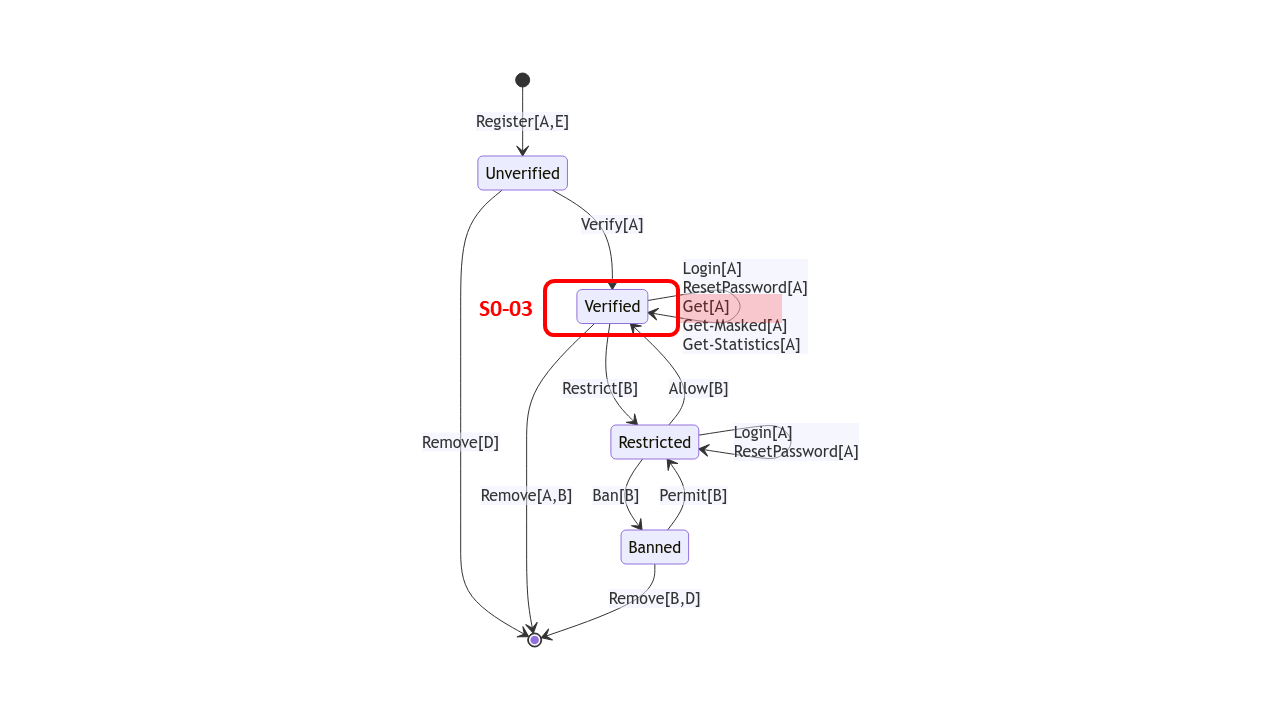 Register[A,E]
Unverified
Verify[A]
Login[A]
ResetPassword[A]
S0-03
Verified
Get[A]
Get-Masked[A]
Get-Statistics[A]
Restrict[B]
Allow[B]
Remove[D]
Restricted
Login[A]
ResetPassword[A]
Remove[A,B]
Ban[B]
Permit[B]
Banned
Remove[B,D]